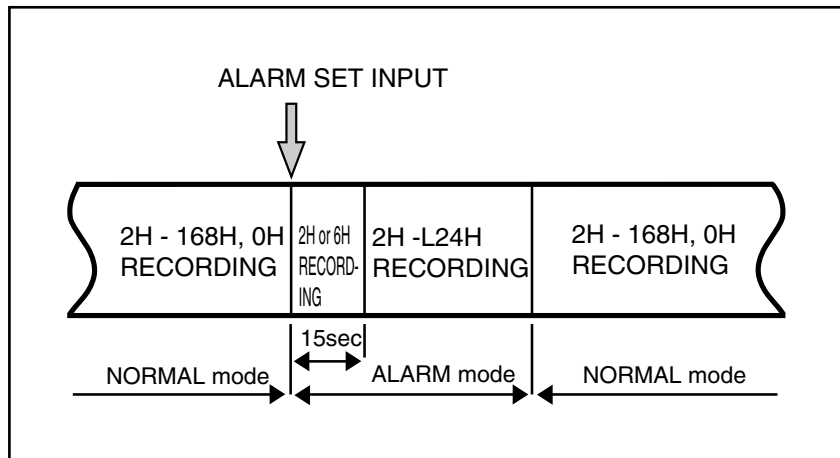 ALARM SET INPUT
2H - 168H, 0H
RECORDING
2H or 6H
RECORD-
ING
2H -L24H
RECORDING
2H - 168H, 0H
RECORDING
15sec
NORMAL mode
ALARM mode
NORMAL mode